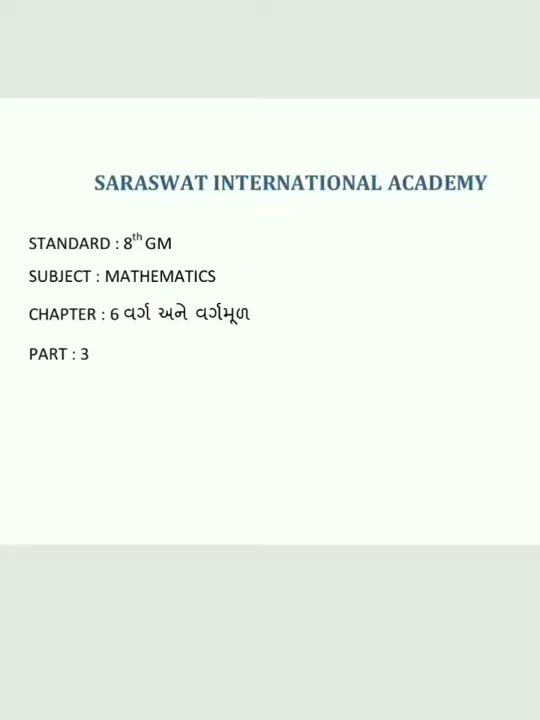 SARASWAT INTERNATIONAL ACADEMY
STANDARD : 8th GM
SUBJECT : MATHEMATICS
CHAPTER : 6 વર્ગ અને વર્ગમૂળ
PART : 3